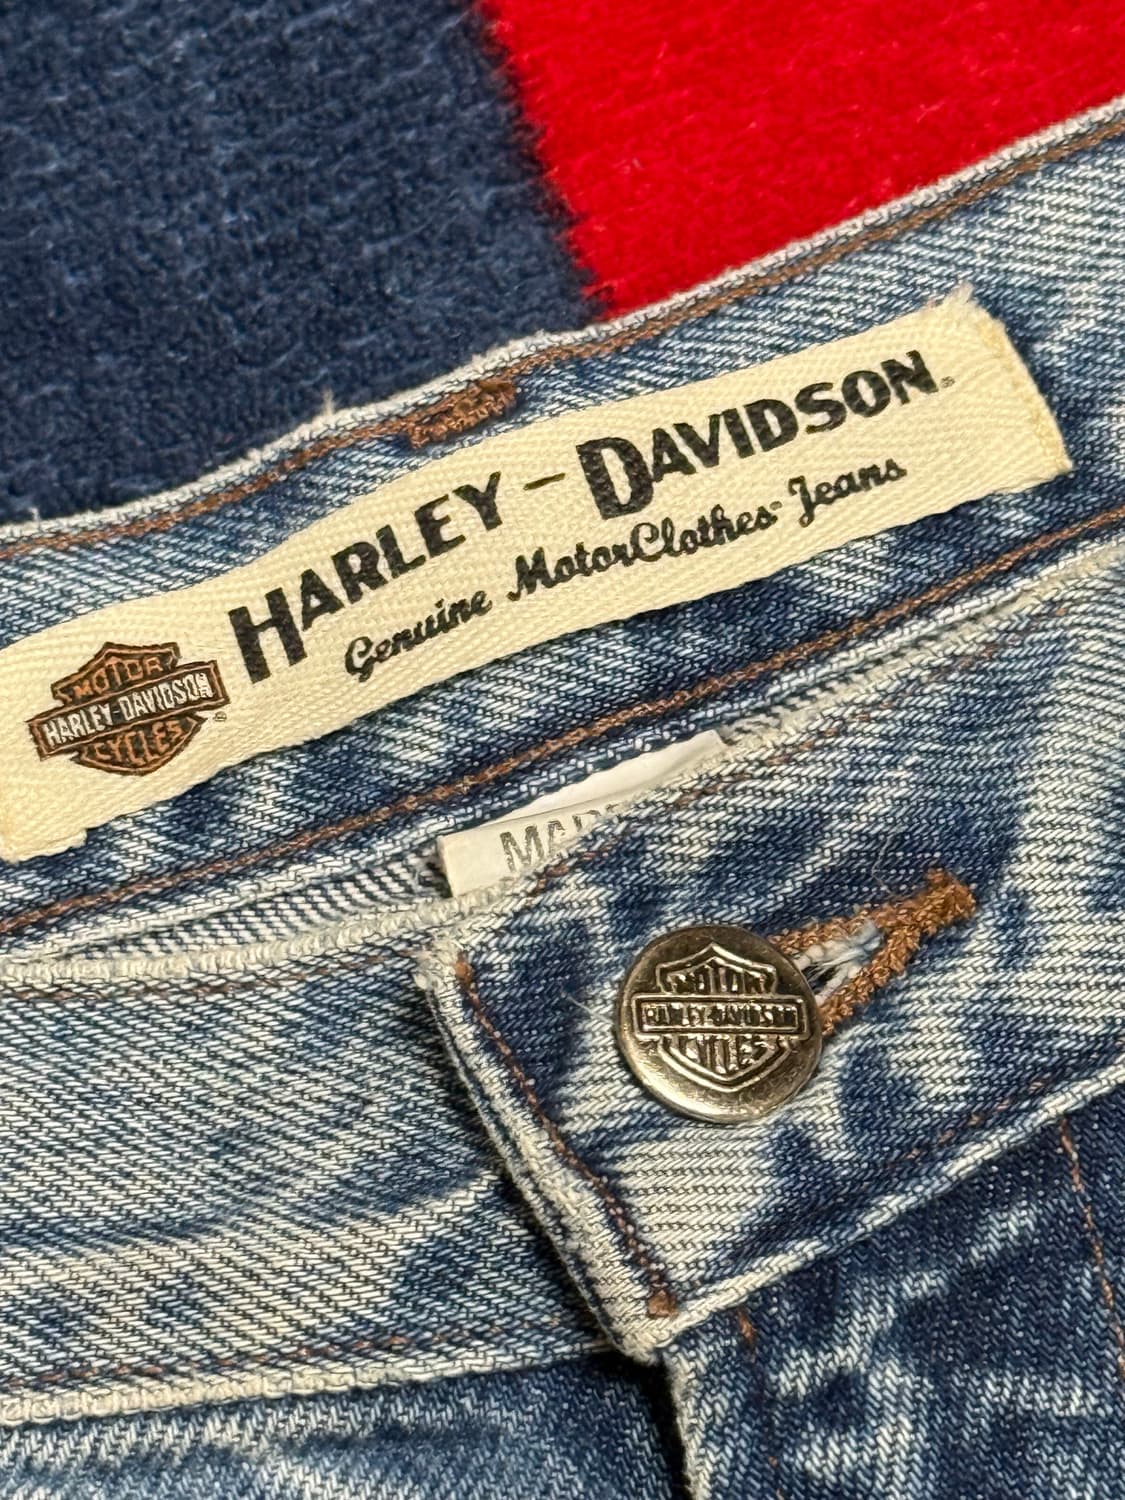 HARLEY-DAVIDSON
Genuine MotorClothes Jeans
MOTOR
HARLEY-DAVIDSON
CYCLES
MOTOR
HARLEY-DAVIDSON
CYCLES